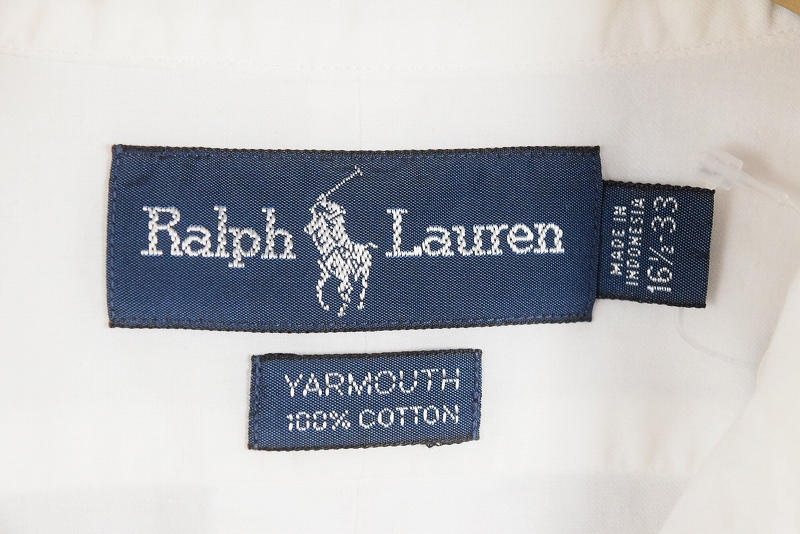 Ralph Lauren
MADE IN
INDONESIA
16½-33
YARMOUTH
100% COTTON